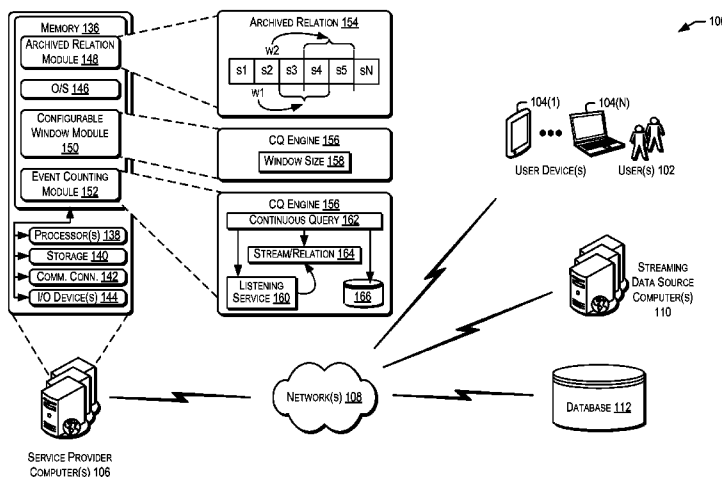 100
MEMORY 136
ARCHIVED RELATION
MODULE 148
O/S 146
CONFIGURABLE
WINDOW MODULE
150
EVENT COUNTING
MODULE 152
PROCESSOR(S) 138
STORAGE 140
COMM. CONN. 142
I/O DEVICE(S) 144
ARCHIVED RELATION 154
w2
s1 s2 s3 s4 s5 sN
w1
CQ ENGINE 156
WINDOW SIZE 158
CQ ENGINE 156
CONTINUOUS QUERY 162
STREAM/RELATION 164
LISTENING
SERVICE 160
166
104(1)
104(N)
USER DEVICE(S)
USER(S) 102
STREAMING
DATA SOURCE
COMPUTER(S)
110
NETWORK(S) 108
DATABASE 112
SERVICE PROVIDER
COMPUTER(S) 106